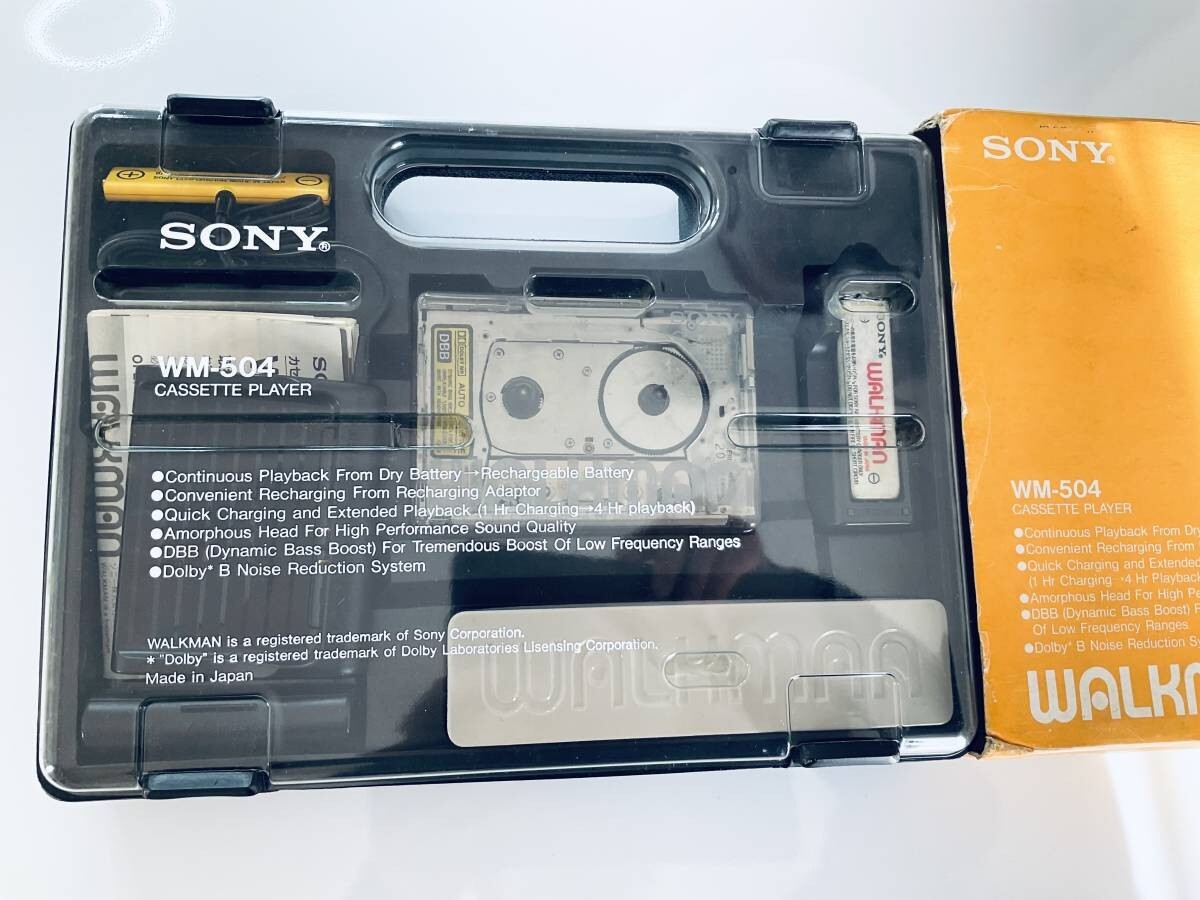 SONY®
WM-504
CASSETTE PLAYER
●Continuous Playback From Dry Battery→Rechargeable Battery
●Convenient Recharging From Recharging Adaptor
●Quick Charging and Extended Playback (1 Hr Charging→4 Hr playback)
●Amorphous Head For High Performance Sound Quality
●DBB (Dynamic Bass Boost) For Tremendous Boost Of Low Frequency Ranges
●Dolby* B Noise Reduction System
WALKMAN is a registered trademark of Sony Corporation.
* "Dolby" is a registered trademark of Dolby Laboratories Lisensing Corporation.
Made in Japan
WALKMAN
DBB
AUTO
WALKMAN
SONY
WALKMAN
WALKMAN
SONY®
WM-504
CASSETTE PLAYER
●Continuous Playback From Dry
●Convenient Recharging From
●Quick Charging and Extended
(1 Hr Charging→4 Hr Playback
●Amorphous Head For High Pe
●DBB (Dynamic Bass Boost) F
Of Low Frequency Ranges
●Dolby* B Noise Reduction Sy
WALKM